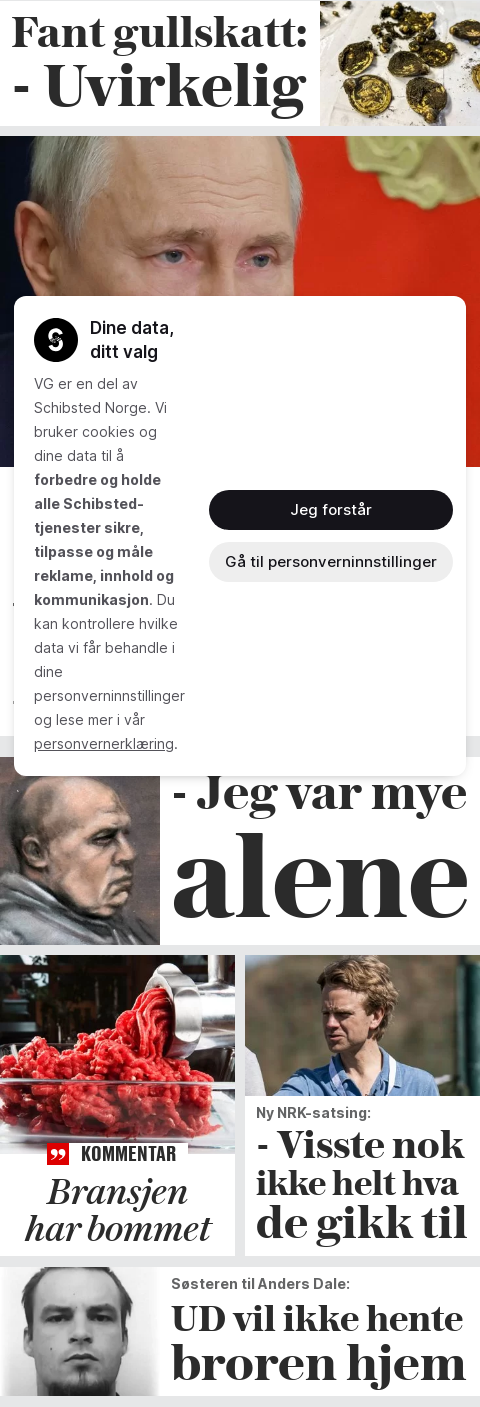 Fant gullskatt:
- Uvirkelig
Dine data,
ditt valg
VG er en del av
Schibsted Norge. Vi
bruker cookies og
dine data til å
forbedre og holde
alle Schibsted-
tjenester sikre,
tilpasse og måle
reklame, innhold og
kommunikasjon. Du
kan kontrollere hvilke
data vi får behandle i
dine
personverninnstillinger
og lese mer i vår
personvernerklæring.
Jeg forstår
Gå til personverninnstillinger
- Jeg var mye
alene
KOMMENTAR
Bransjen
har bommet
Ny NRK-satsing:
- Visste nok
ikke helt hva
de gikk til
Søsteren til Anders Dale:
UD vil ikke hente
broren hjem